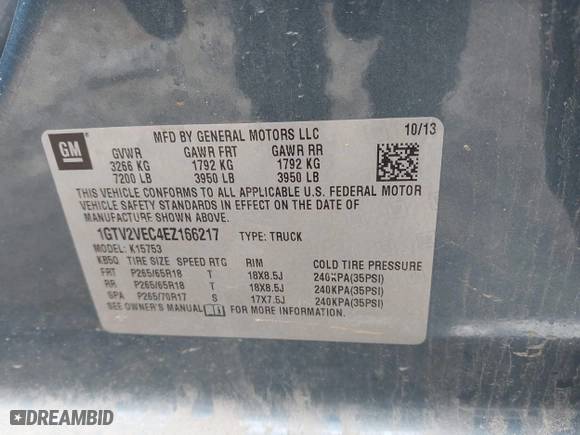 GM
MFD BY GENERAL MOTORS LLC 10/13
GVWR GAWR FRT GAWR RR
3266 KG 1792 KG 1792 KG
7200 LB 3950 LB 3950 LB
THIS VEHICLE CONFORMS TO ALL APPLICABLE U.S. FEDERAL MOTOR
VEHICLE SAFETY STANDARDS IN EFFECT ON THE DATE OF
MANUFACTURE SHOWN ABOVE.
1GTV2VEC4EZ166217 TYPE: TRUCK
MODEL: K15753
KB5Q TIRE SIZE SPEED RTG RIM COLD TIRE PRESSURE
FRT P265/65R18 T 18X8.5J 240KPA(35PSI)
RR P265/65R18 T 18X8.5J 240KPA(35PSI)
SPA P265/70R17 S 17X7.5J 240KPA(35PSI)
SEE OWNER'S MANUAL FOR MORE INFORMATION.
DREAMBID